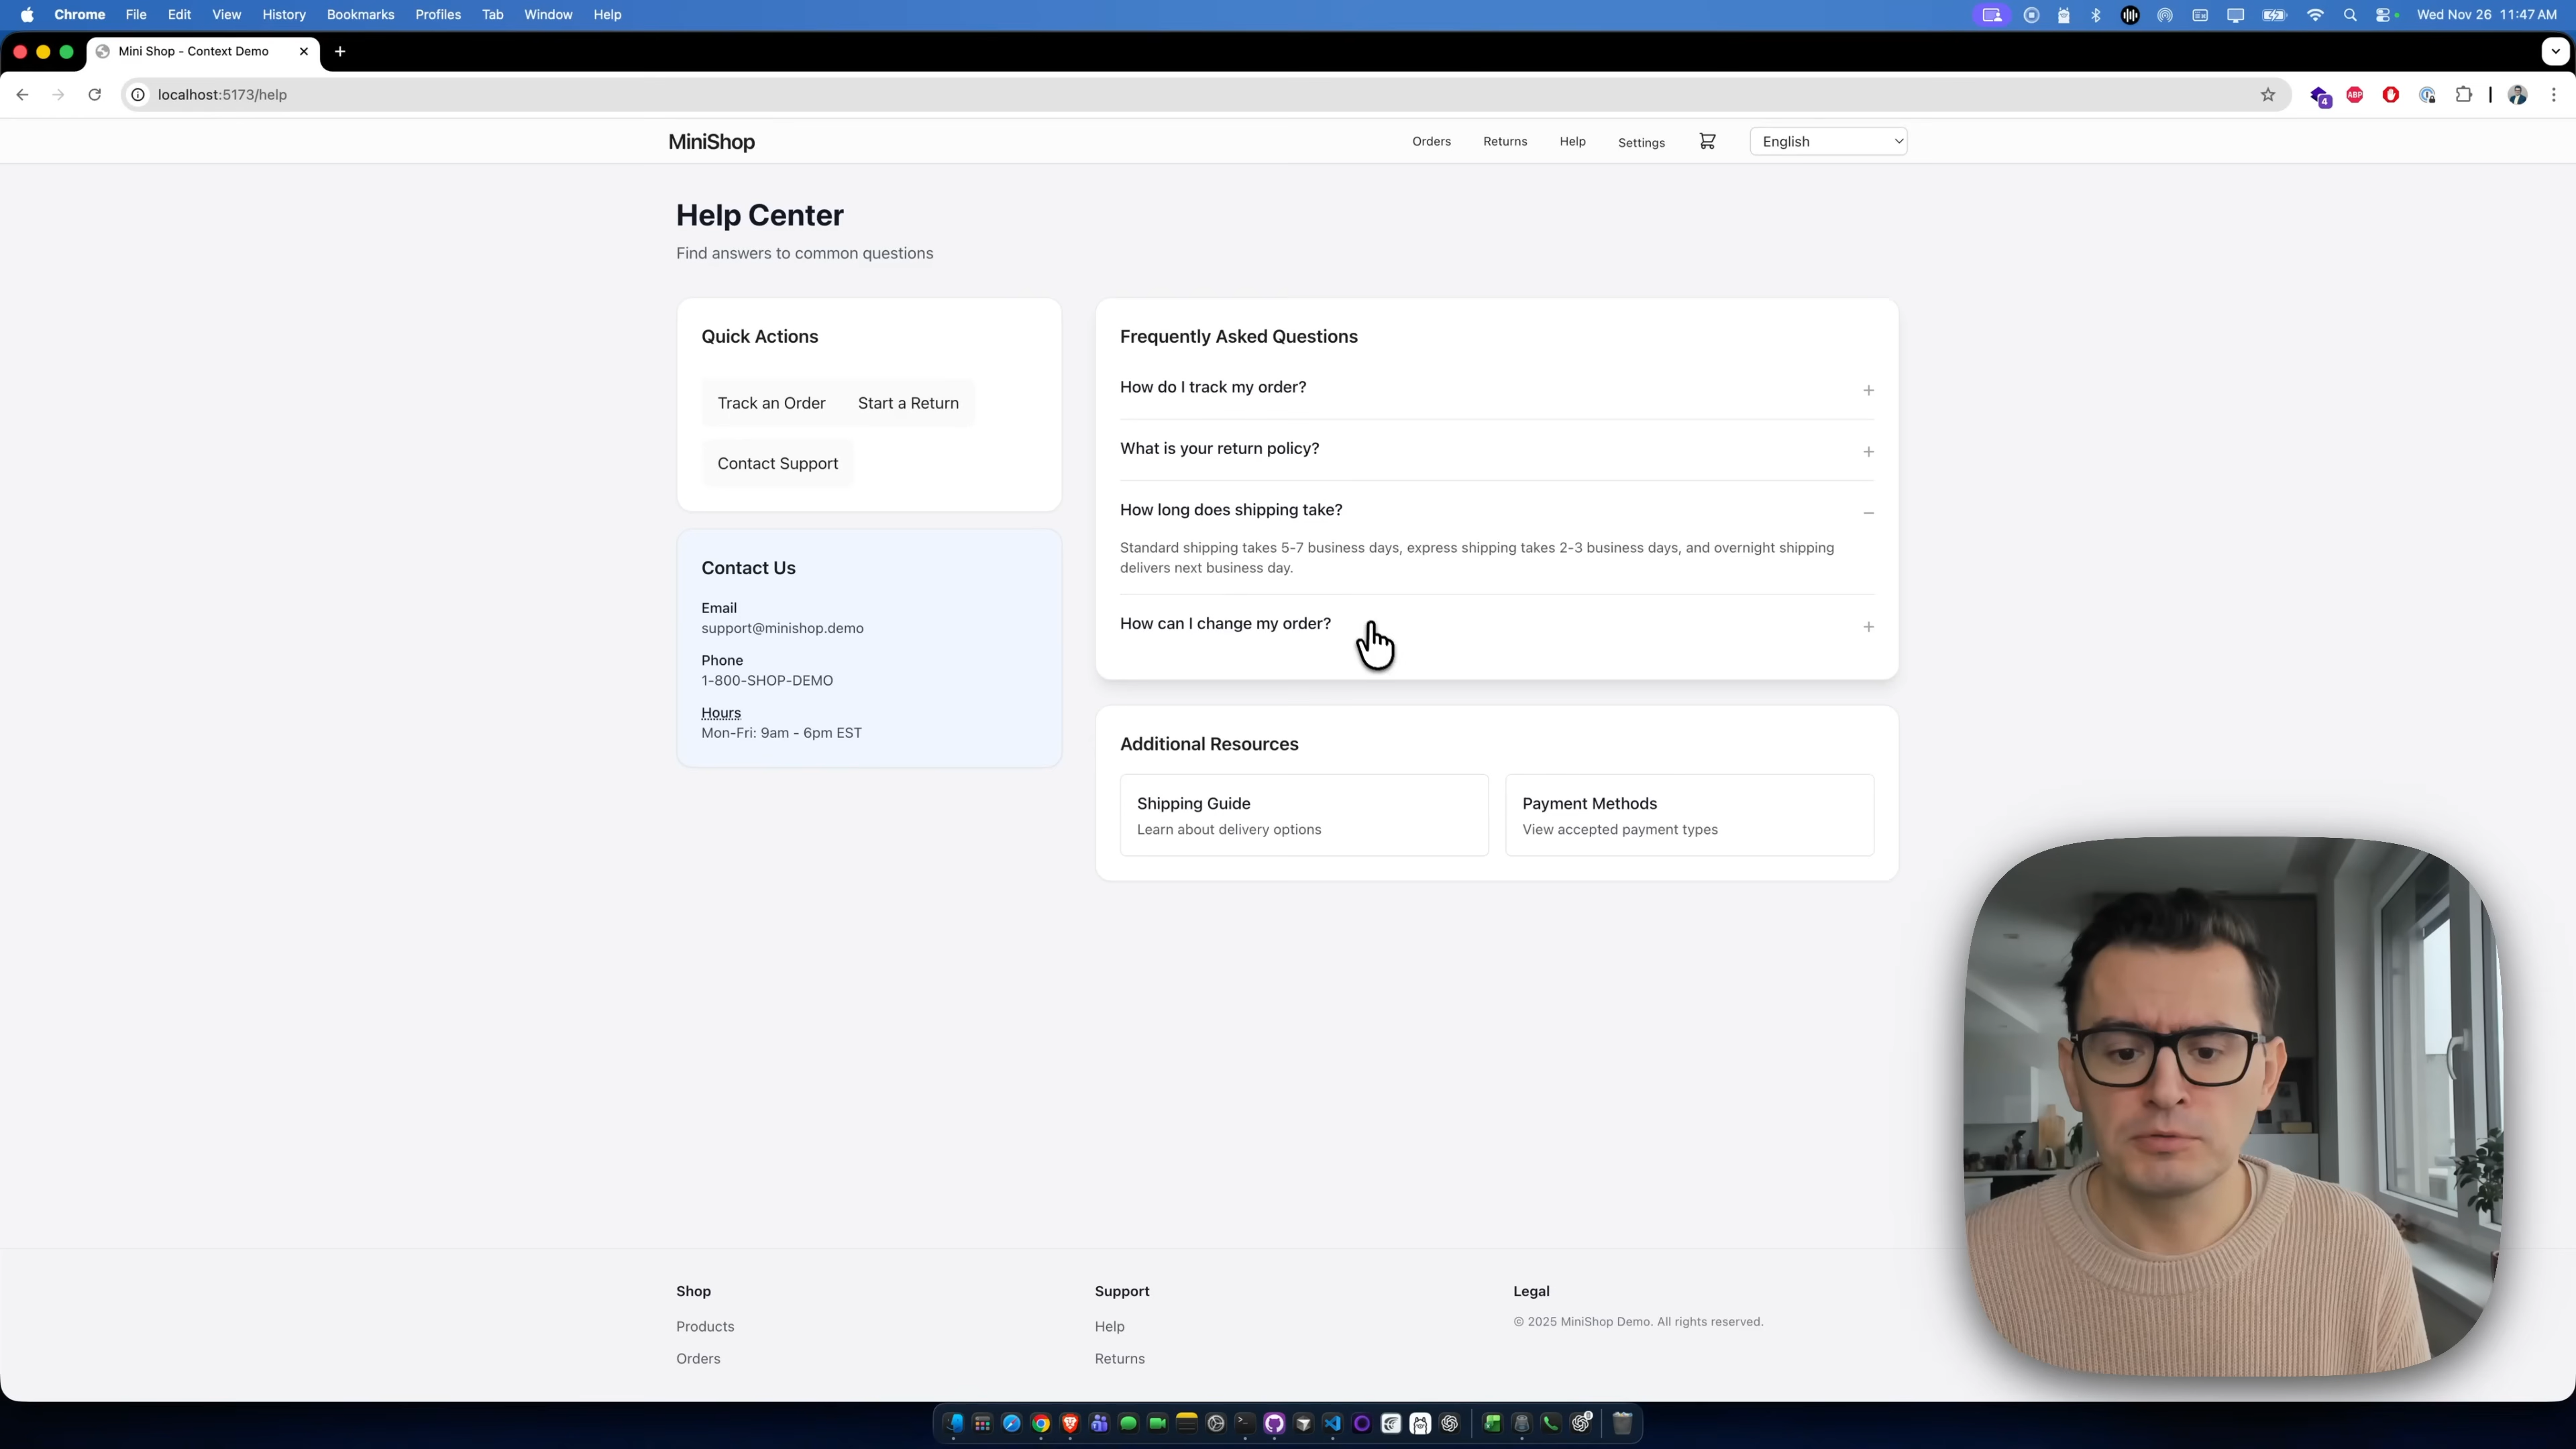 Chrome File Edit View History Bookmarks Profiles Tab Window Help Wed Nov 26 11:47 AM
Mini Shop - Context Demo
localhost:5173/help
4 ABP
MiniShop Orders Returns Help Settings English
Help Center
Find answers to common questions
Quick Actions
Track an Order Start a Return
Contact Support
Contact Us
Email
support@minishop.demo
Phone
1-800-SHOP-DEMO
Hours
Mon-Fri: 9am - 6pm EST
Frequently Asked Questions
How do I track my order?
What is your return policy?
How long does shipping take?
Standard shipping takes 5-7 business days, express shipping takes 2-3 business days, and overnight shipping
delivers next business day.
How can I change my order?
Additional Resources
Shipping Guide
Learn about delivery options
Payment Methods
View accepted payment types
Shop
Products
Orders
Support
Help
Returns
Legal
© 2025 MiniShop Demo. All rights reserved.